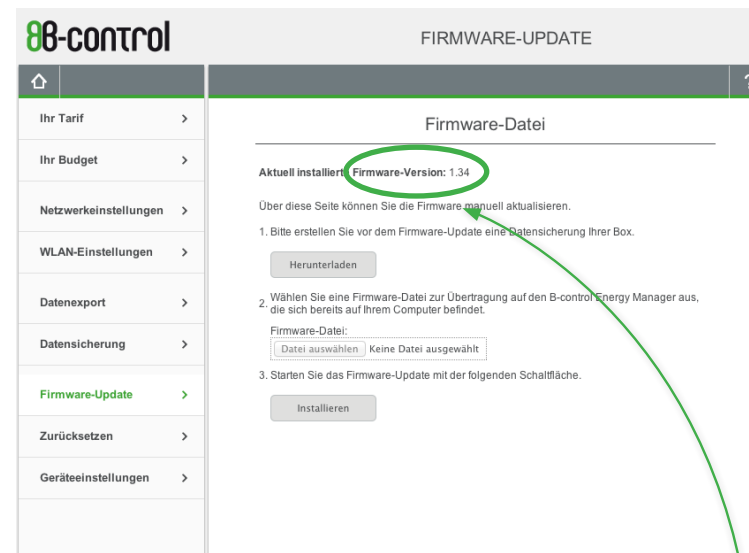 B-control
FIRMWARE-UPDATE
?
Ihr Tarif
Ihr Budget
Netzwerkeinstellungen
WLAN-Einstellungen
Datenexport
Datensicherung
Firmware-Update
Zurücksetzen
Geräteeinstellungen
Firmware-Datei
Aktuell installiert Firmware-Version: 1.34
Über diese Seite können Sie die Firmware manuell aktualisieren.
1. Bitte erstellen Sie vor dem Firmware-Update eine Datensicherung Ihrer Box.
Herunterladen
2. Wählen Sie eine Firmware-Datei zur Übertragung auf den B-control Energy Manager aus,
die sich bereits auf Ihrem Computer befindet.
Firmware-Datei:
Datei auswählen Keine Datei ausgewählt
3. Starten Sie das Firmware-Update mit der folgenden Schaltfläche.
Installieren